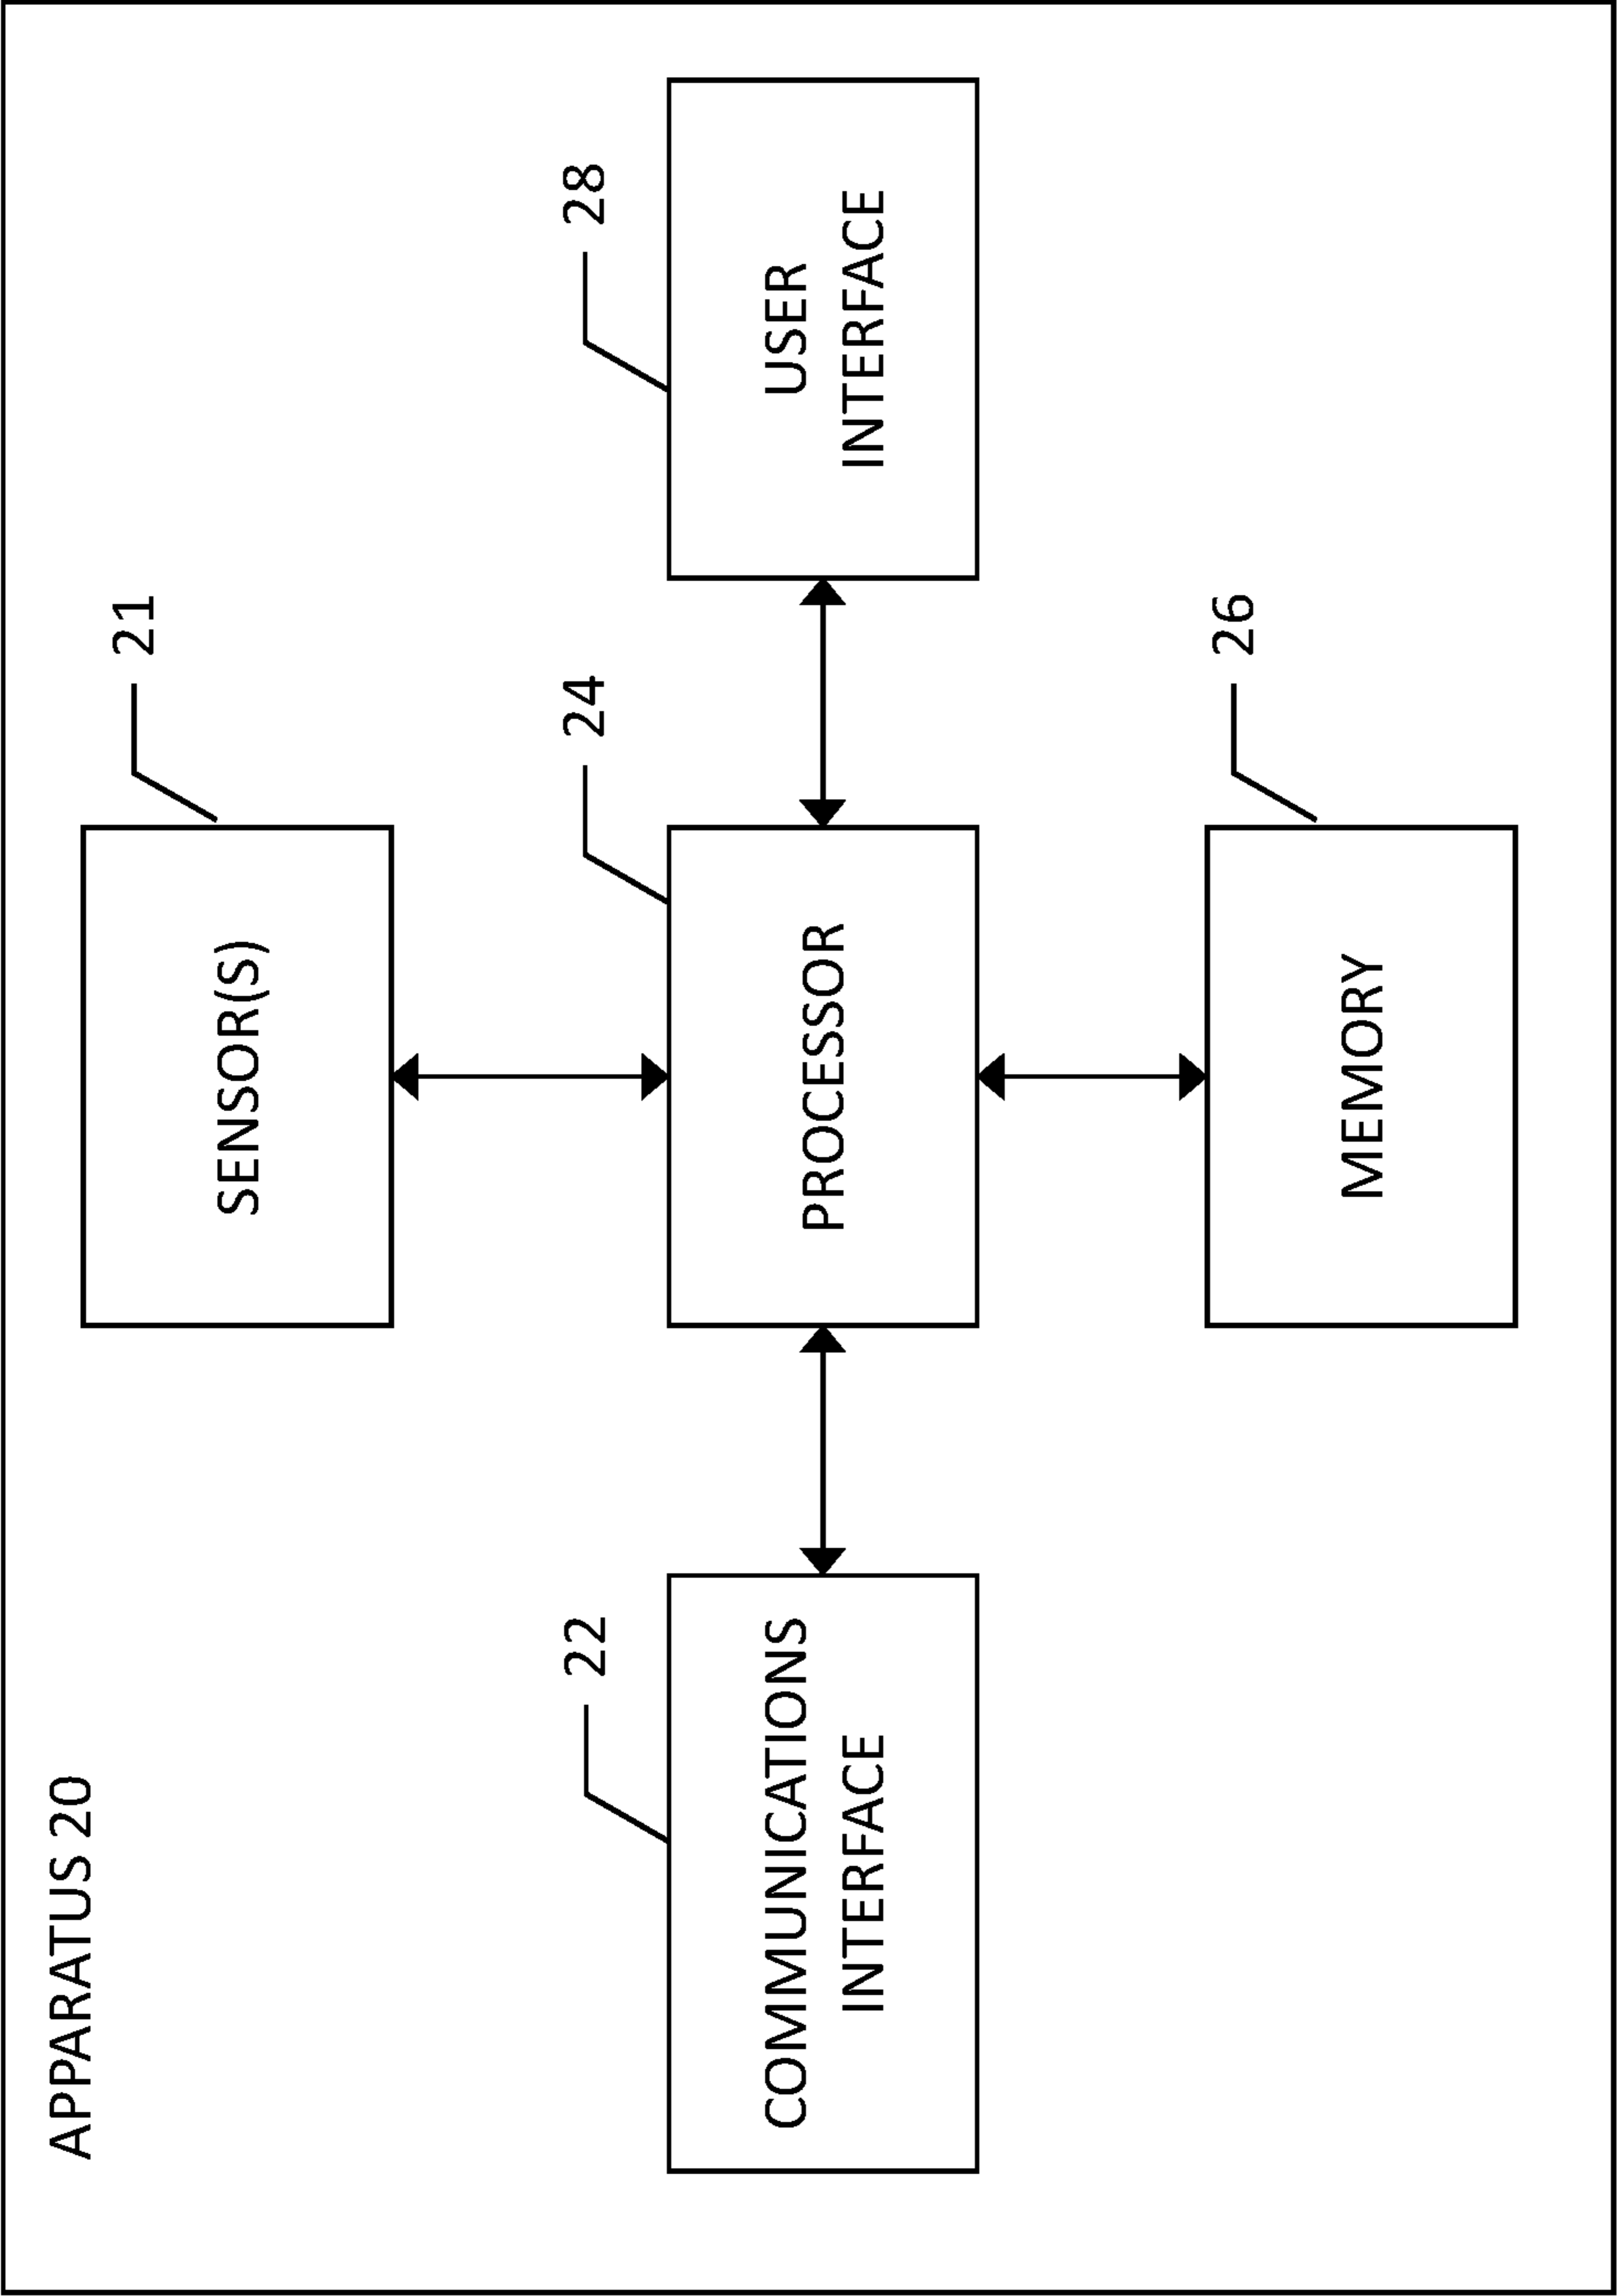 APPARATUS 20
21
SENSOR(S)
22
COMMUNICATIONS
INTERFACE
24
PROCESSOR
28
USER
INTERFACE
26
MEMORY